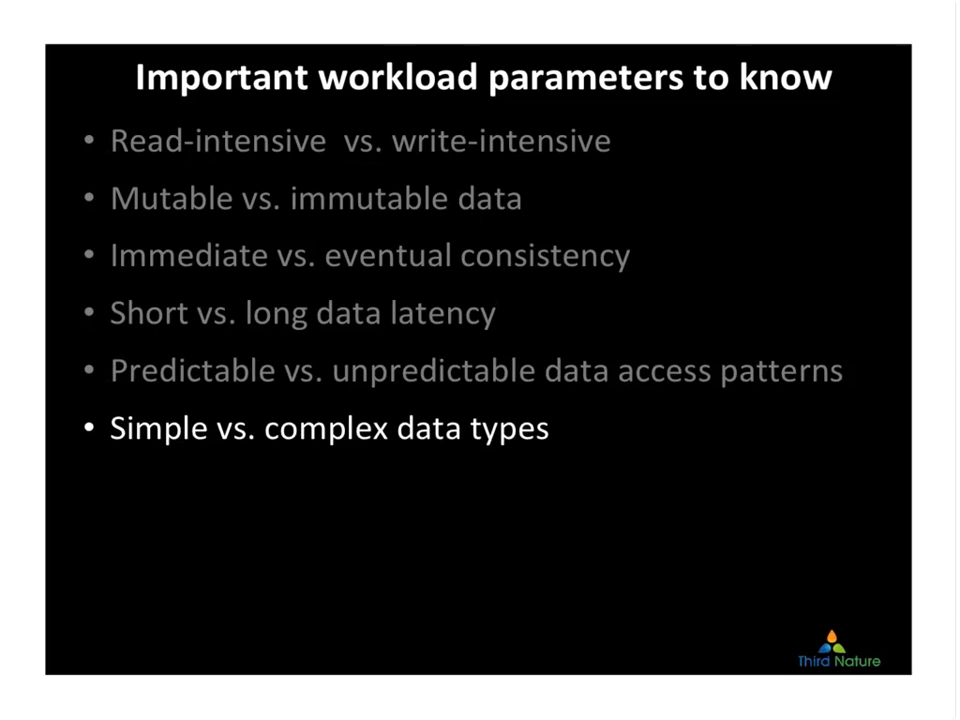 Important workload parameters to know
• Read-intensive vs. write-intensive
• Mutable vs. immutable data
• Immediate vs. eventual consistency
• Short vs. long data latency
• Predictable vs. unpredictable data access patterns
• Simple vs. complex data types
Third Nature